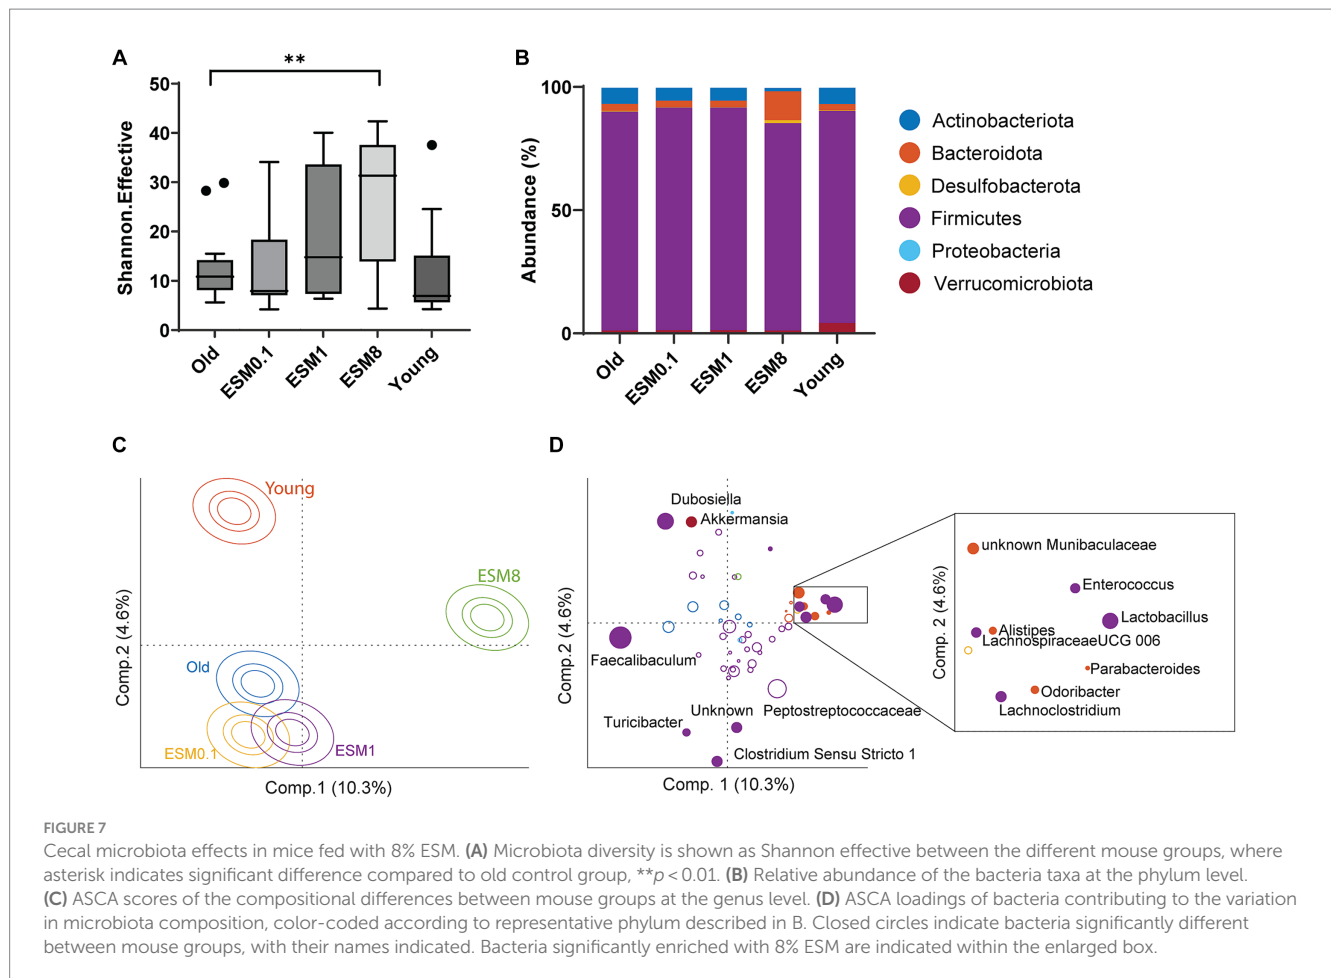 A
**
Shannon.Effective
50
40
30
20
10
0
Old
ESM0.1
ESM1
ESM8
Young
B
Abundance (%)
100
50
0
Old
ESM0.1
ESM1
ESM8
Young
Actinobacteriota
Bacteroidota
Desulfobacterota
Firmicutes
Proteobacteria
Verrucomicrobiota
C
Comp.2 (4.6%)
Young
ESM8
Old
ESM0.1
ESM1
Comp.1 (10.3%)
D
Comp.2 (4.6%)
Dubosiella
Akkermansia
Faecalibaculum
Unknown
Peptostreptococcaceae
Turicibacter
Clostridium Sensu Stricto 1
Comp. 1 (10.3%)
Comp. 2 (4.6%)
unknown Munibaculaceae
Enterococcus
Lactobacillus
Alistipes
LachnospiraceaeUCG 006
Parabacteroides
Odoribacter
Lachnoclostridium
FIGURE 7
Cecal microbiota effects in mice fed with 8% ESM. (A) Microbiota diversity is shown as Shannon effective between the different mouse groups, where
asterisk indicates significant difference compared to old control group, **p < 0.01. (B) Relative abundance of the bacteria taxa at the phylum level.
(C) ASCA scores of the compositional differences between mouse groups at the genus level. (D) ASCA loadings of bacteria contributing to the variation
in microbiota composition, color-coded according to representative phylum described in B. Closed circles indicate bacteria significantly different
between mouse groups, with their names indicated. Bacteria significantly enriched with 8% ESM are indicated within the enlarged box.